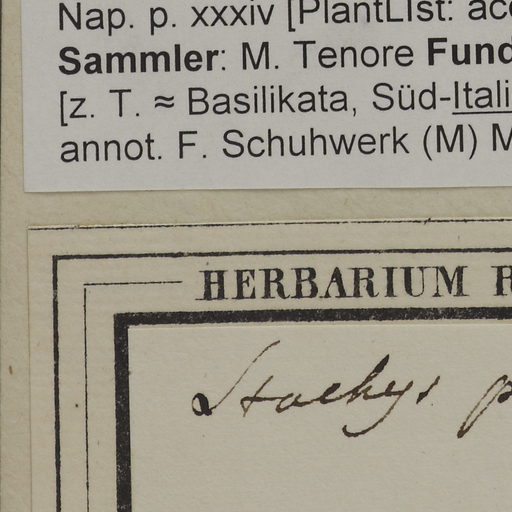 Nap. p. xxxiv [PlantList: acc
Sammler: M. Tenore Fund
[z. T. ≈ Basilikata, Süd-Itali
annot. F. Schuhwerk (M) M
HERBARIUM R
Stachys p